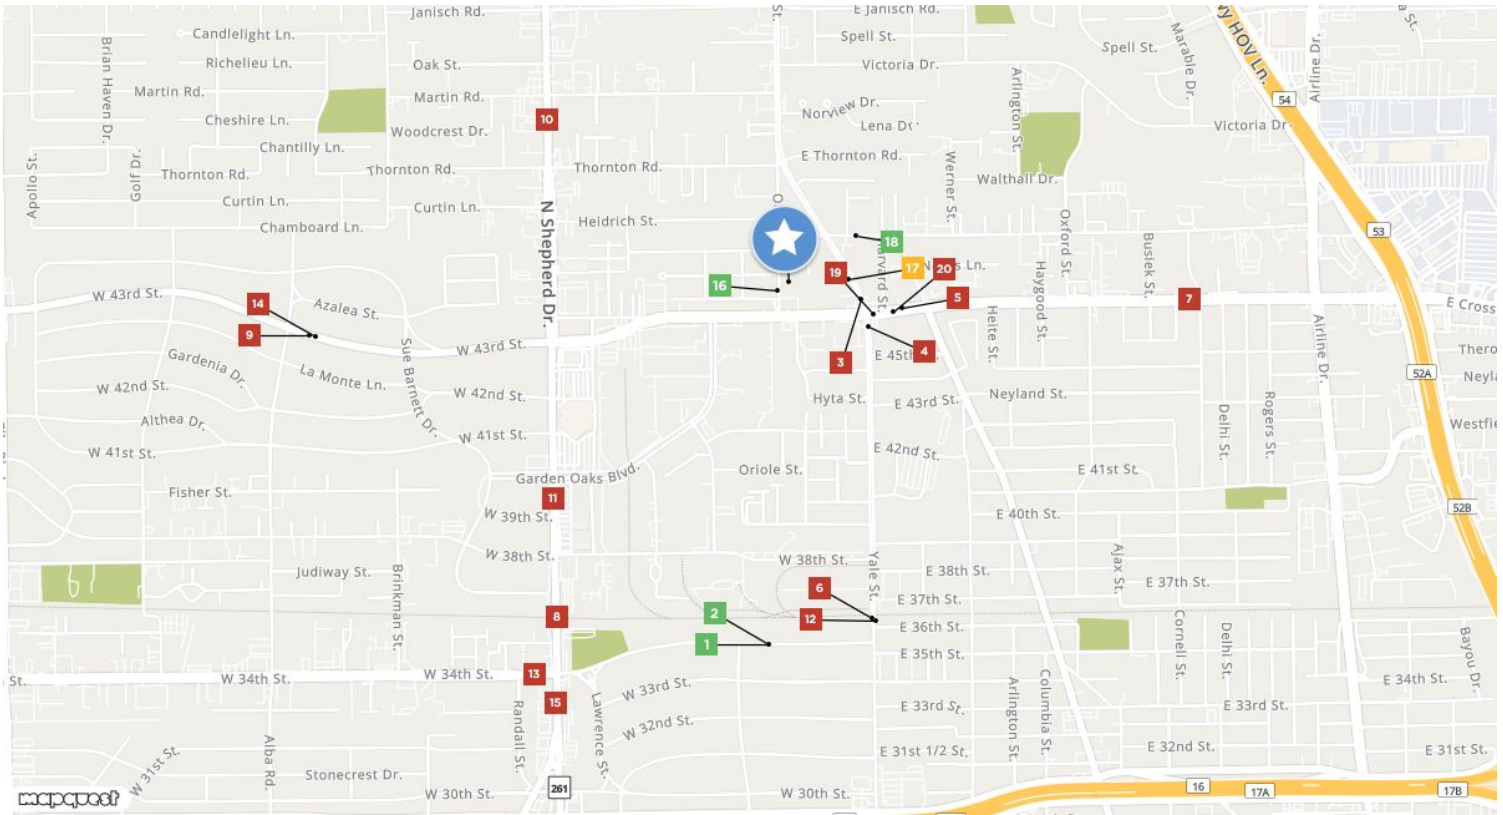 Janisch Rd.
St.
E Janisch Rd.
wy HOV Ln.
a St.
Candlelight Ln.
Spell St.
Spell St.
Marable Dr.
Airline Dr.
Brian Haven Dr.
Richelieu Ln.
Oak St.
Victoria Dr.
Arlington St.
Martin Rd.
Martin Rd.
Norview Dr.
54
Cheshire Ln.
10
Lena Dr
Victoria Dr.
Woodcrest Dr.
Chantilly Ln.
E Thornton Rd.
Werner St.
Apollo St.
Golf Dr.
Thornton Rd.
Thornton Rd.
Thornton Rd.
Walthall Dr.
Curtin Ln.
Curtin Ln.
O
N Shepherd Dr.
Heidrich St.
Oxford St.
Busiek St.
53
Chamboard Ln.
18
19
17
20
Ln.
Harvard St.
Haygood St.
16
5
7
W 43rd St.
14
Azalea St.
Heite St.
E Cross
9
W 43rd St.
3
E 45th
4
Airline Dr.
Thero
Gardenia Dr.
La Monte Ln.
Sue Barnett Dr.
52A
Neyla
W 42nd St.
W 42nd St.
Hyta St.
E 43rd St.
Neyland St.
Delhi St.
Rogers St.
Althea Dr.
W 41st St.
Westfie
W 41st St.
E 42nd St.
Garden Oaks Blvd.
Oriole St.
E 41st St.
Fisher St.
11
W 39th St.
E 40th St.
52B
W 38th St.
W 38th St.
Yale St.
Ajax St.
Judiway St.
Brinkman St.
E 38th St.
E 37th St.
6
2
E 37th St.
8
12
E 36th St.
Cornell St.
Delhi St.
Bayou Dr.
1
E 35th St.
St.
W 34th St.
W 34th St.
13
W 33rd St.
E 34th St.
15
Randall St.
Lawrence St.
E 33rd St.
Arlington St.
Columbia St.
E 33rd St.
W 32nd St.
W 31st St.
Alba Rd.
E 31st 1/2 St.
E 32nd St.
E 31st St.
Stonecrest Dr.
mapquest
W 30th St.
261
W 30th St.
16
17A
17B